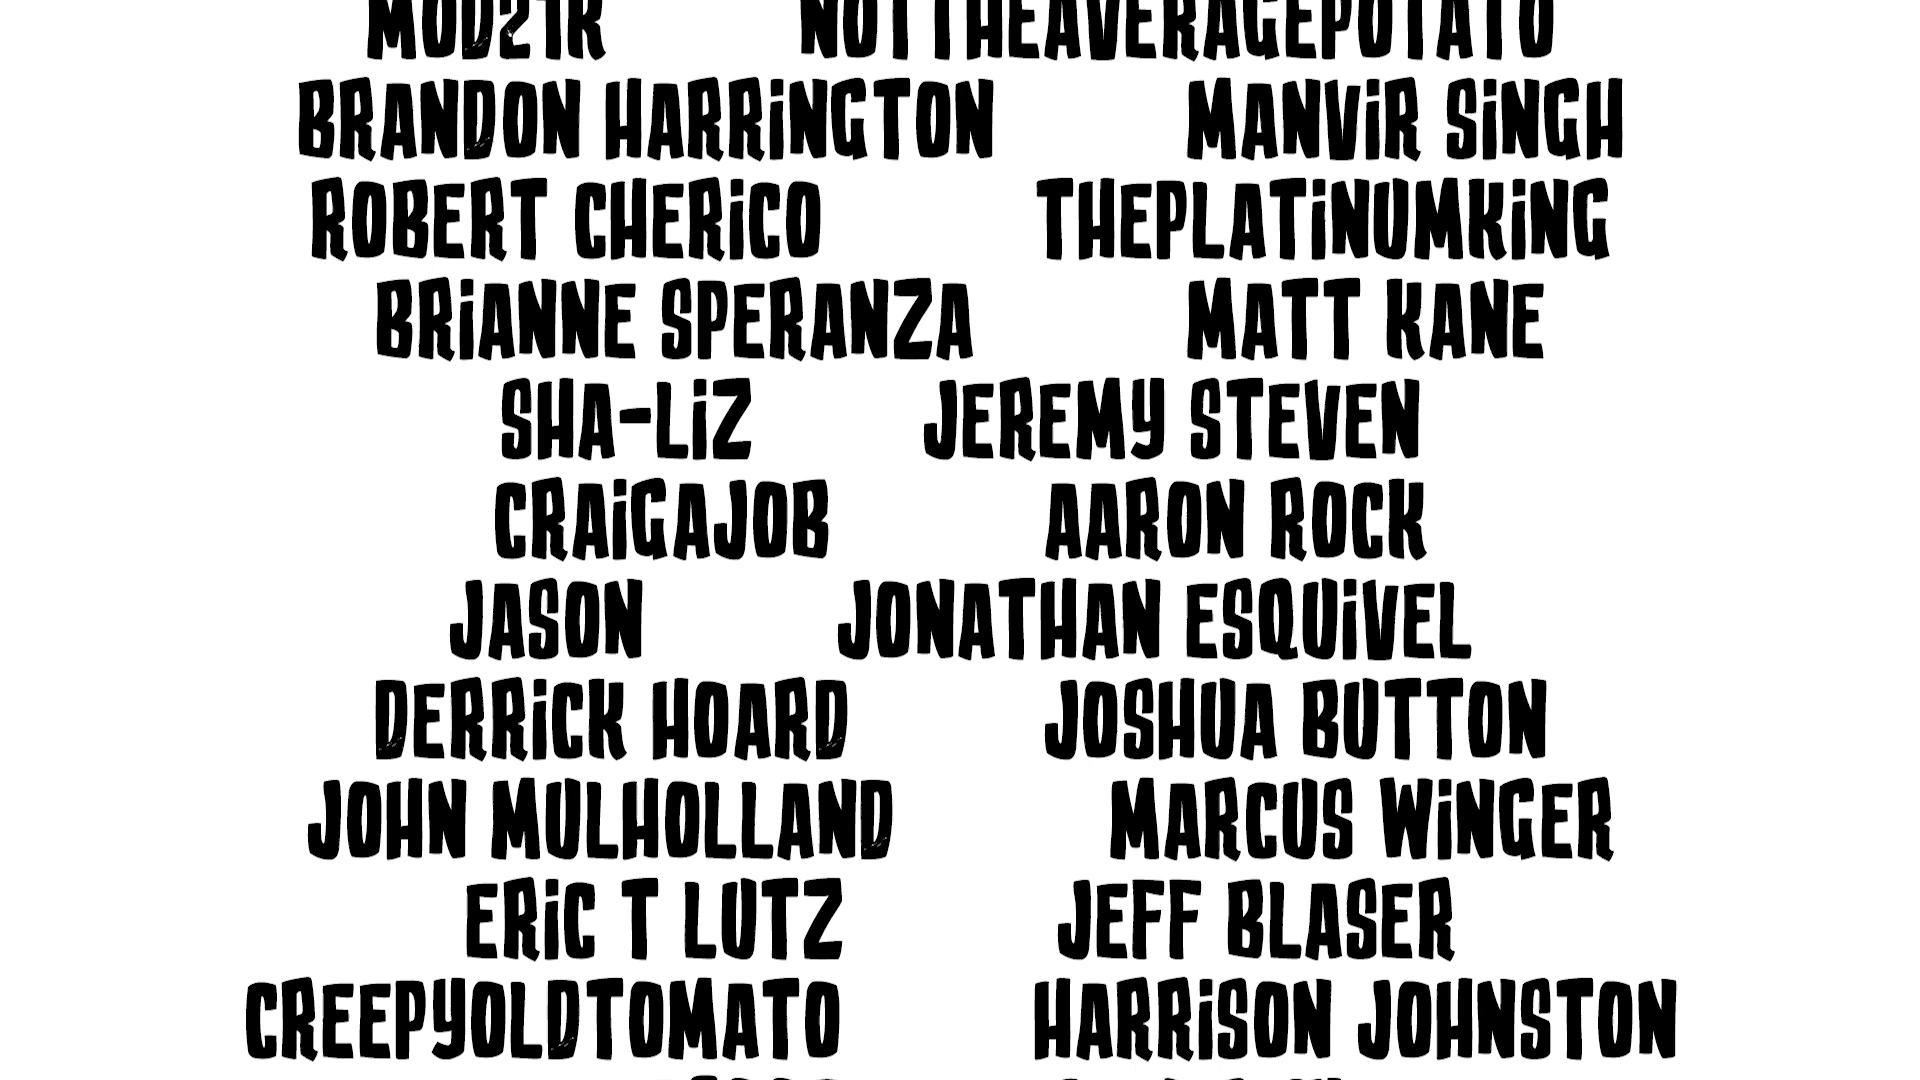 MOD21K NOTTHEAVERAGEPOTATO
BRANDON HARRiNGTON MANViR SiNGH
ROBERT CHERiCO THEPLATiNUMKiNG
BRiANNE SPERANZA MATT KANE
SHA-LiZ JEREMY STEVEN
CRAiGAJOB AARON ROCK
JASON JONATHAN ESQUiVEL
DERRiCK HOARD JOSHUA BUTTON
JOHN MULHOLLAND MARCUS WiNGER
ERiC T LUTZ JEFF BLASER
CREEPYOLDTOMATO HARRiSON JOHNSTON